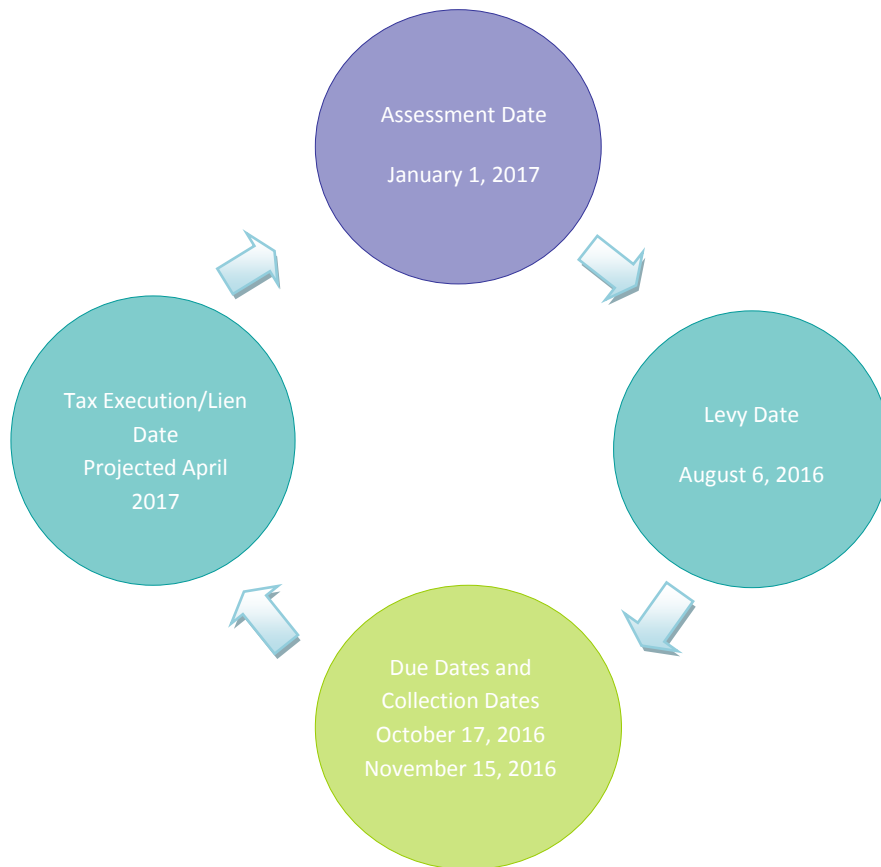 Assessment Date
January 1, 2017
Levy Date
August 6, 2016
Due Dates and
Collection Dates
October 17, 2016
November 15, 2016
Tax Execution/Lien
Date
Projected April
2017